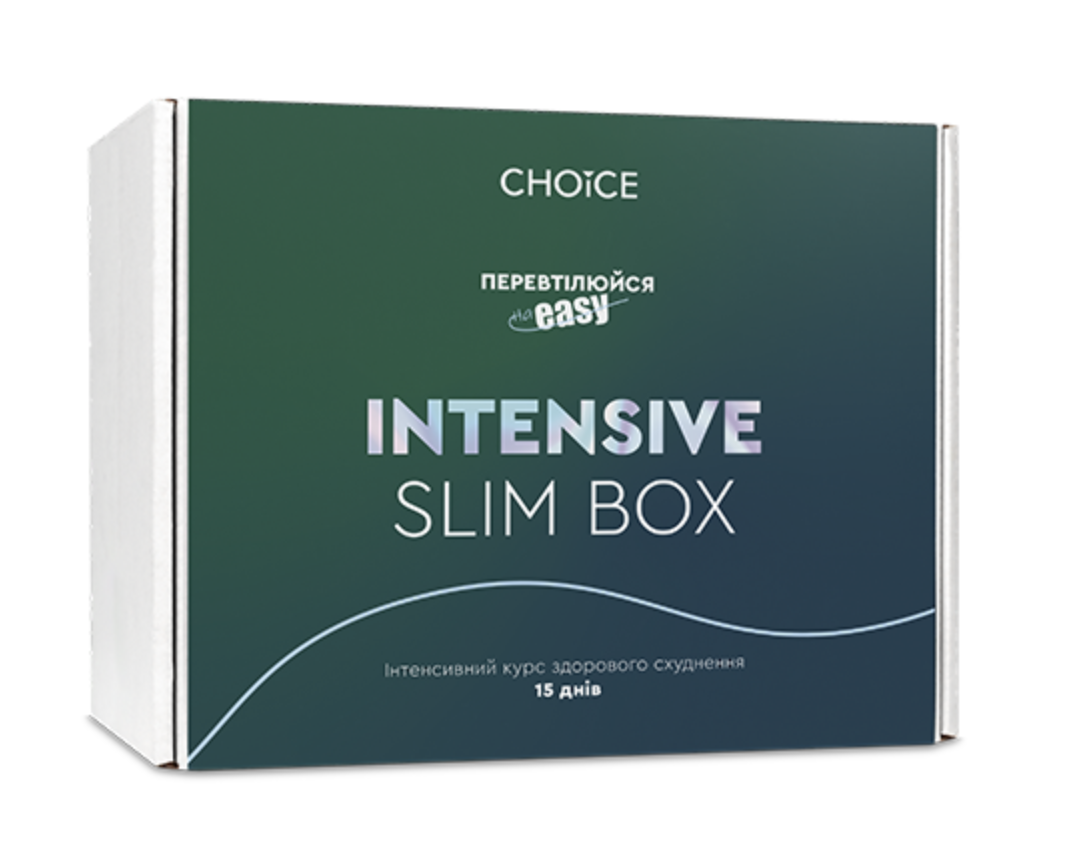 CHOICE
ПЕРЕВТІЛЮЙСЯ
на easy
INTENSIVE
SLIM BOX
Інтенсивний курс здорового схуднення
15 днів